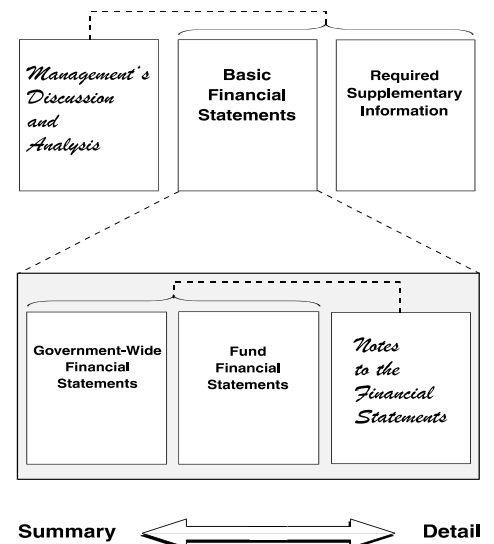 Management's
Discussion
and
Analysis
Basic
Financial
Statements
Required
Supplementary
Information
Government-Wide
Financial
Statements
Fund
Financial
Statements
Notes
to the
Financial
Statements
Summary
Detail